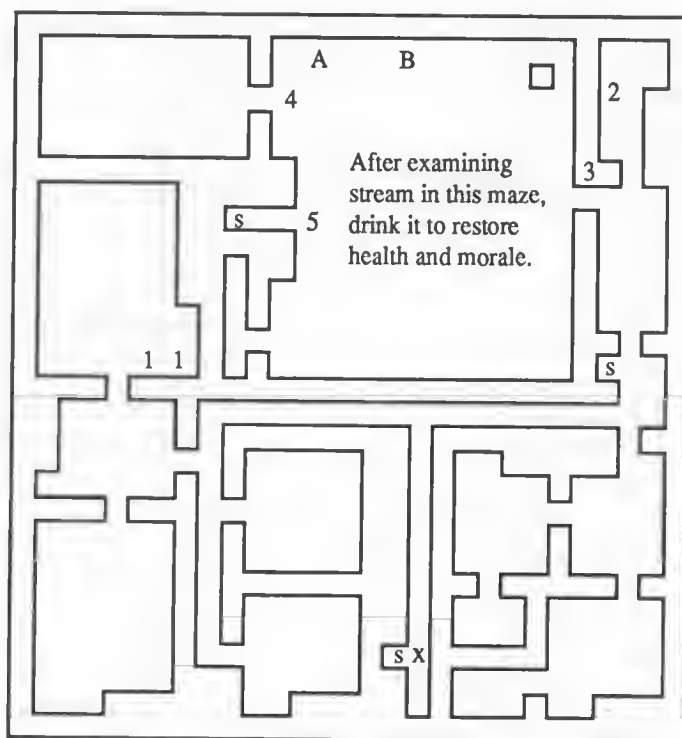 A B
4 2
After examining
3
stream in this maze,
s 5
drink it to restore
health and morale.
1 1
s
s x